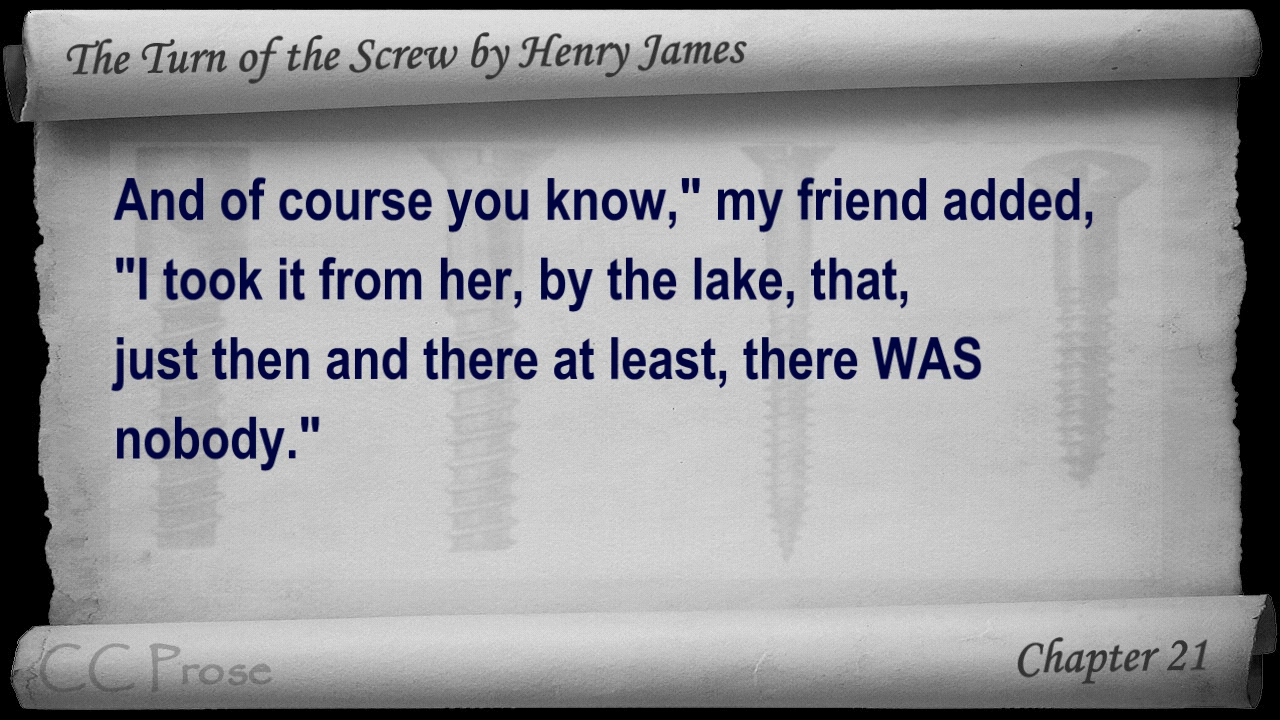 The Turn of the Screw by Henry James
And of course you know," my friend added,
"I took it from her, by the lake, that,
just then and there at least, there WAS
nobody."
CC Prose
Chapter 21